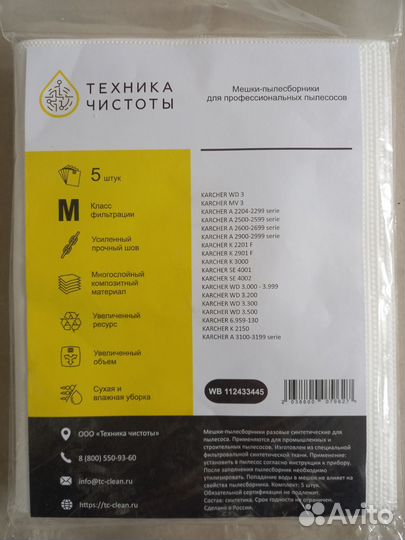 ТЕХНИКА
ЧИСТОТЫ
Мешки-пылесборники
для профессиональных пылесосов
5 штук
M Класс
фильтрации
Усиленный
прочный шов
Многослойный
композитный
материал
Увеличенный
ресурс
Увеличенный
объем
Сухая и
влажная уборка
KARCHER WD 3
KARCHER MV 3
KARCHER A 2204-2299 serie
KARCHER A 2500-2599 serie
KARCHER A 2600-2699 serie
KARCHER A 2900-2999 serie
KARCHER K 2201 F
KARCHER K 2901 F
KARCHER K 3000
KARCHER SE 4001
KARCHER SE 4002
KARCHER WD 3.000 - 3.999
KARCHER WD 3.200
KARCHER WD 3.300
KARCHER WD 3.500
KARCHER 6.959-130
KARCHER K 2150
KARCHER A 3100-3199 serie
WB 112433445
ООО «Техника чистоты»
8 (800) 550-93-60
info@tc-clean.ru
https://tc-clean.ru
Мешки-пылесборники разовые синтетические для
пылесоса. Применяются для промышленных и
строительных пылесосов. Изготовлен из специальной
фильтровальной синтетической ткани. Применение:
установить в пылесос согласно инструкции к прибору.
После заполнения пылесборник необходимо
утилизировать. Попадание воды в мешок не влияет на
свойства пылесборника. Комплект: 5 штук.
Обязательной сертификации не подлежит.
Состав: синтетика. Срок годности не ограничен.
Сделано в России.
Avito